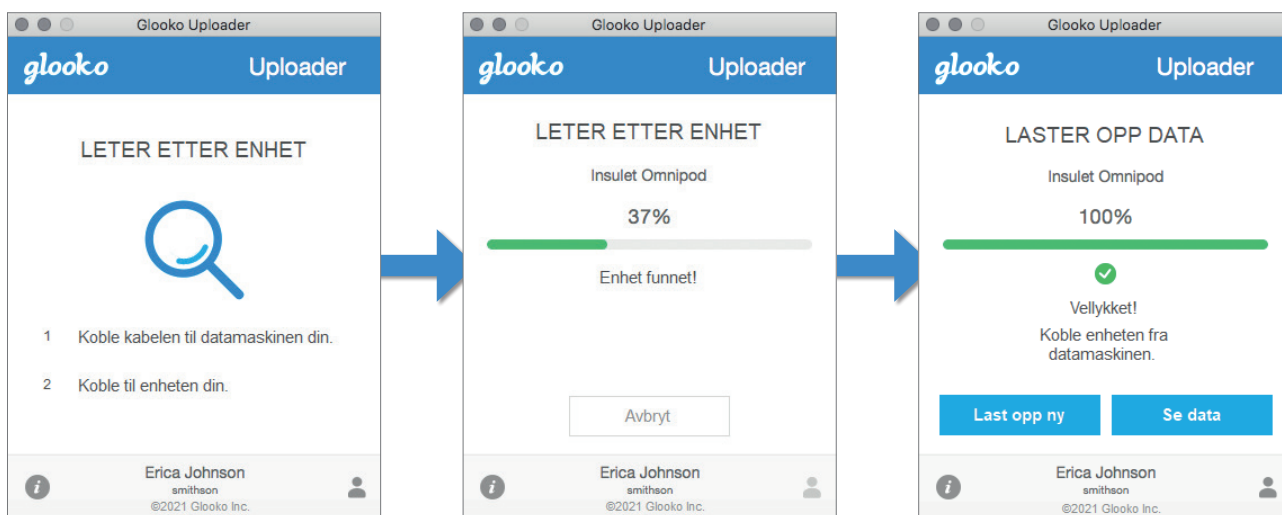 Glooko Uploader
glooko Uploader
LETER ETTER ENHET
1 Koble kabelen til datamaskinen din.
2 Koble til enheten din.
i
Erica Johnson
smithson
©2021 Glooko Inc.
Glooko Uploader
glooko Uploader
LETER ETTER ENHET
Insulet Omnipod
37%
Enhet funnet!
Avbryt
i
Erica Johnson
smithson
©2021 Glooko Inc.
Glooko Uploader
glooko Uploader
LASTER OPP DATA
Insulet Omnipod
100%
Vellykket!
Koble enheten fra
datamaskinen.
Last opp ny Se data
i
Erica Johnson
smithson
©2021 Glooko Inc.